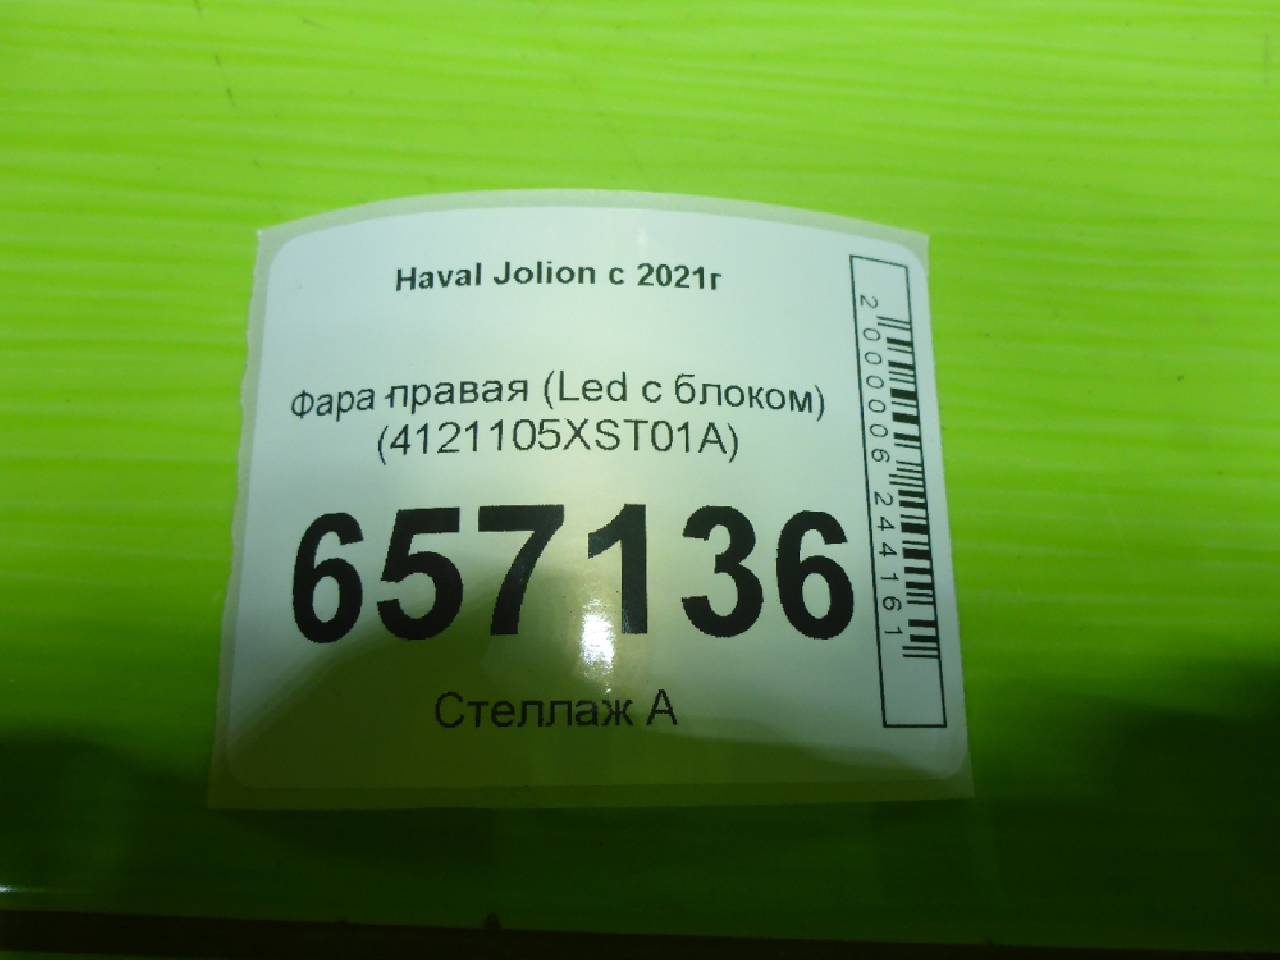 Haval Jolion с 2021г
Фара правая (Led с блоком)
(4121105XST01A)
657136
Стеллаж А
2000006244161